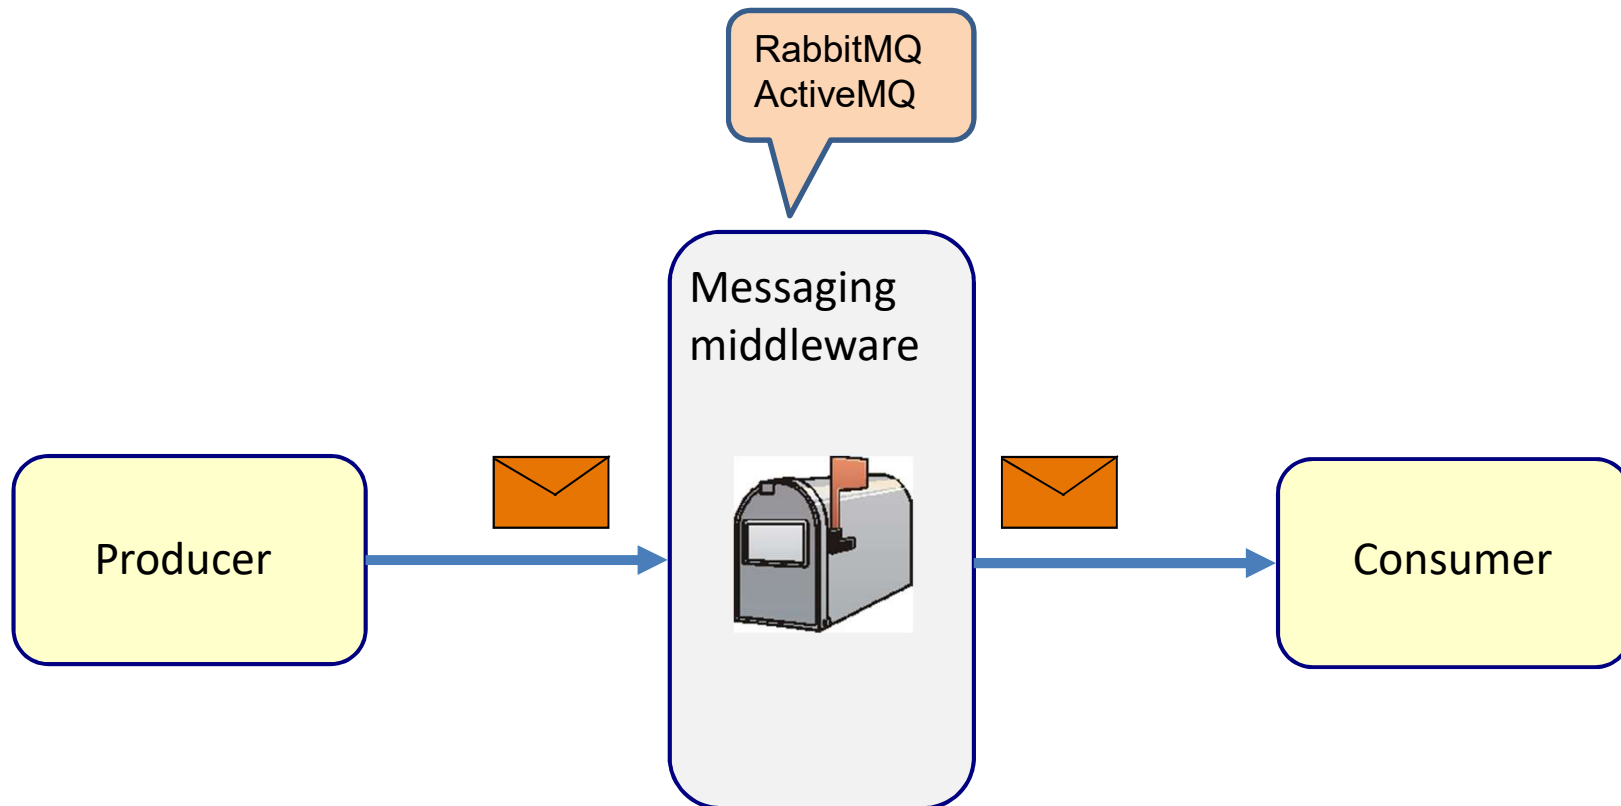 RabbitMQ
ActiveMQ
Messaging
middleware
Producer
Consumer